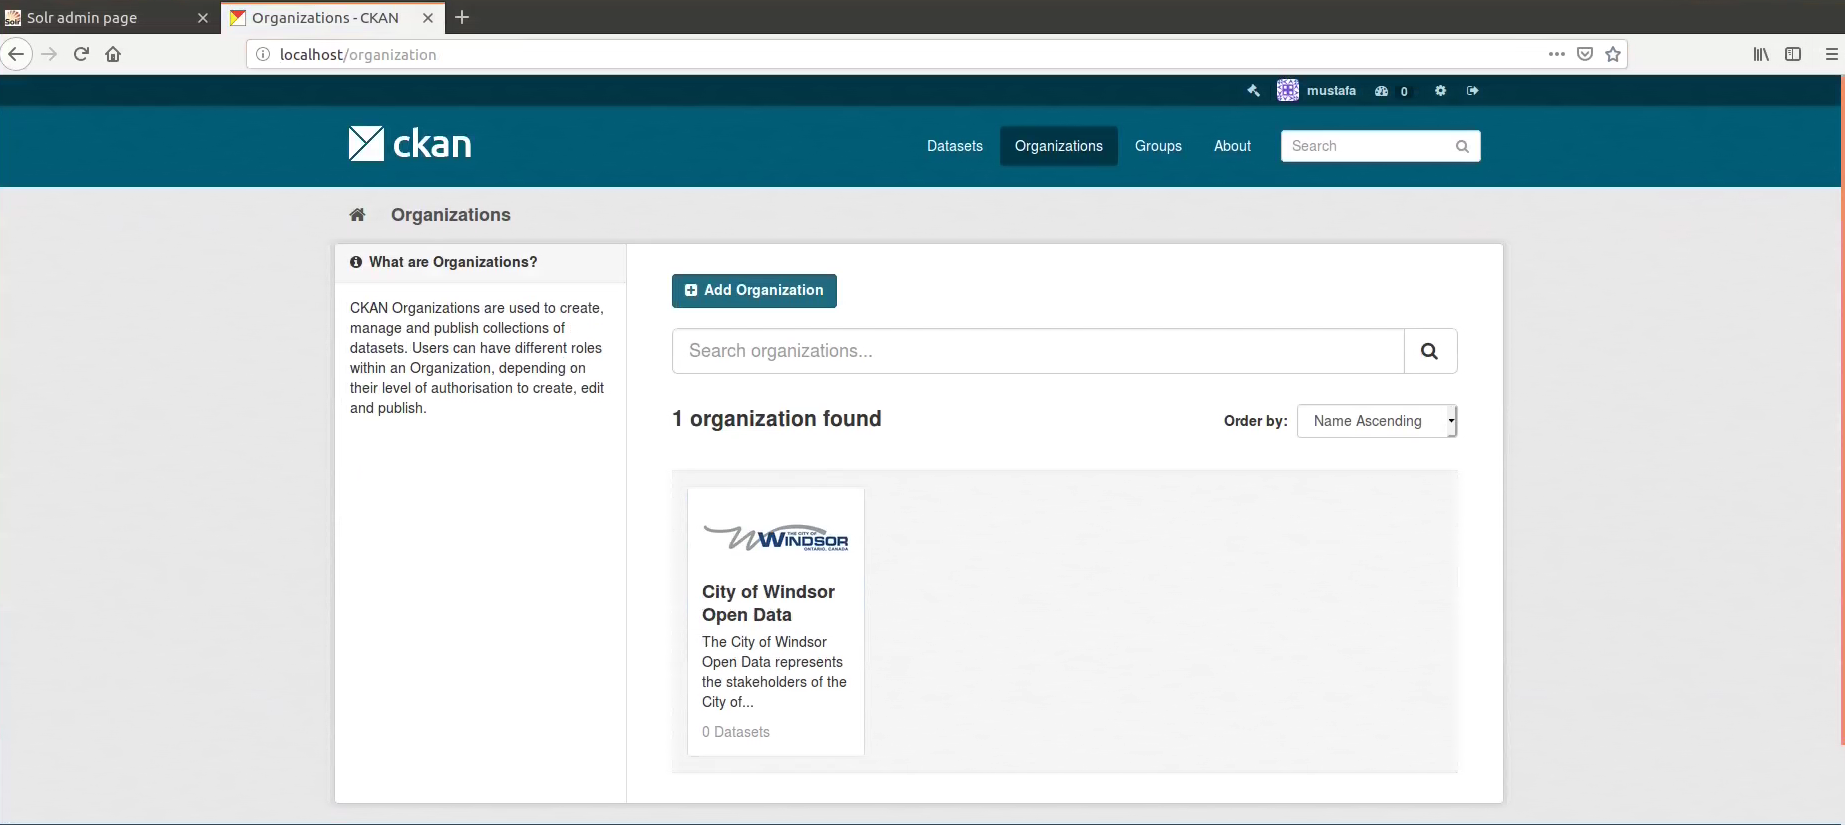 Solr admin page
Organizations - CKAN
localhost/organization
mustafa 0
ckan
Datasets Organizations Groups About Search
Organizations
What are Organizations?
CKAN Organizations are used to create,
manage and publish collections of
datasets. Users can have different roles
within an Organization, depending on
their level of authorisation to create, edit
and publish.
Add Organization
Search organizations...
1 organization found
Order by: Name Ascending
THE CITY OF
WINDSOR
ONTARIO, CANADA
City of Windsor
Open Data
The City of Windsor
Open Data represents
the stakeholders of the
City of...
0 Datasets